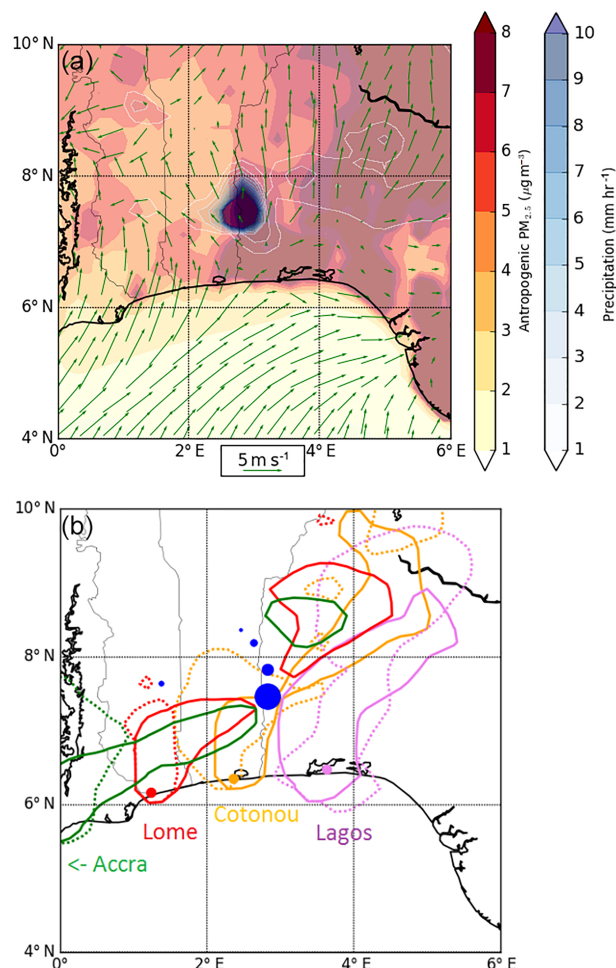 10° N
(a)
8° N
6° N
4° N
0°
2° E
4° E
6° E
5 m s⁻¹
8
7
6
5
4
3
2
1
Antropogenic PM₂.₅ (μg m⁻³)
10
9
8
7
6
5
4
3
2
1
Precipitation (mm hr⁻¹)
10° N
(b)
8° N
6° N
4° N
Lome
Cotonou
Lagos
<- Accra
0°
2° E
4° E
6° E